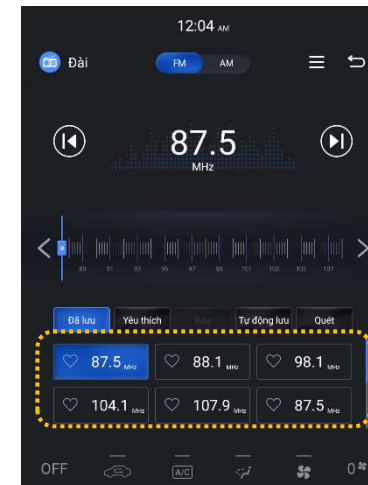 12:04 AM
Đài FM AM
87.5
MHz
89 91 93 95 97 99 101 103 105 107
Đã lưu Yêu thích Xóa Tự động lưu Quét
87.5 MHz 88.1 MHz 98.1 MHz
104.1 MHz 107.9 MHz 87.5 MHz
OFF A/C 0